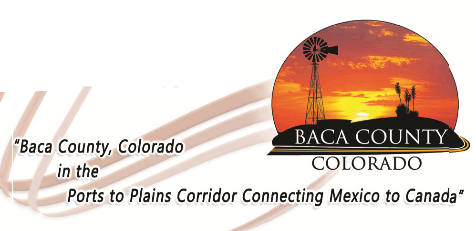 BACA COUNTY
COLORADO
"Baca County, Colorado
in the
Ports to Plains Corridor Connecting Mexico to Canada"